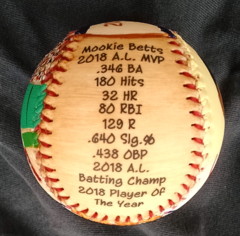 Mookie Betts
2018 A.L. MVP
.346 BA
180 Hits
32 HR
80 RBI
129 R
.640 Slg.%
.438 OBP
2018 A.L.
Batting Champ
2018 Player Of
The Year